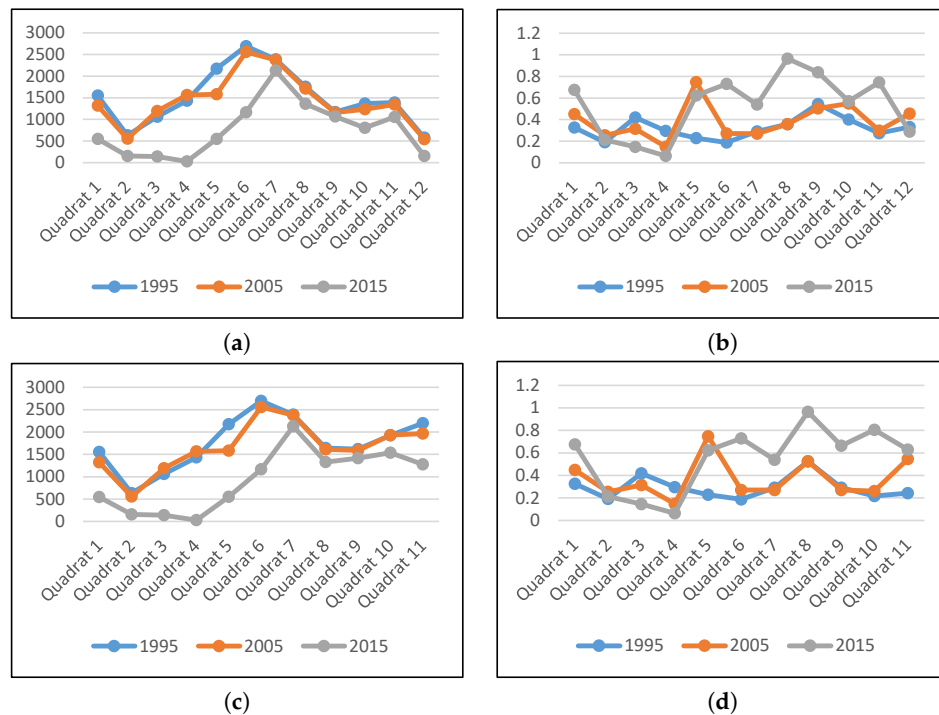 3000
2500
2000
1500
1000
500
0
Quadrat 1
Quadrat 2
Quadrat 3
Quadrat 4
Quadrat 5
Quadrat 6
Quadrat 7
Quadrat 8
Quadrat 9
Quadrat 10
Quadrat 11
Quadrat 12
1995 2005 2015
(a)
1.2
1
0.8
0.6
0.4
0.2
0
Quadrat 1
Quadrat 2
Quadrat 3
Quadrat 4
Quadrat 5
Quadrat 6
Quadrat 7
Quadrat 8
Quadrat 9
Quadrat 10
Quadrat 11
Quadrat 12
1995 2005 2015
(b)
3000
2500
2000
1500
1000
500
0
Quadrat 1
Quadrat 2
Quadrat 3
Quadrat 4
Quadrat 5
Quadrat 6
Quadrat 7
Quadrat 8
Quadrat 9
Quadrat 10
Quadrat 11
1995 2005 2015
(c)
1.2
1
0.8
0.6
0.4
0.2
0
Quadrat 1
Quadrat 2
Quadrat 3
Quadrat 4
Quadrat 5
Quadrat 6
Quadrat 7
Quadrat 8
Quadrat 9
Quadrat 10
Quadrat 11
1995 2005 2015
(d)